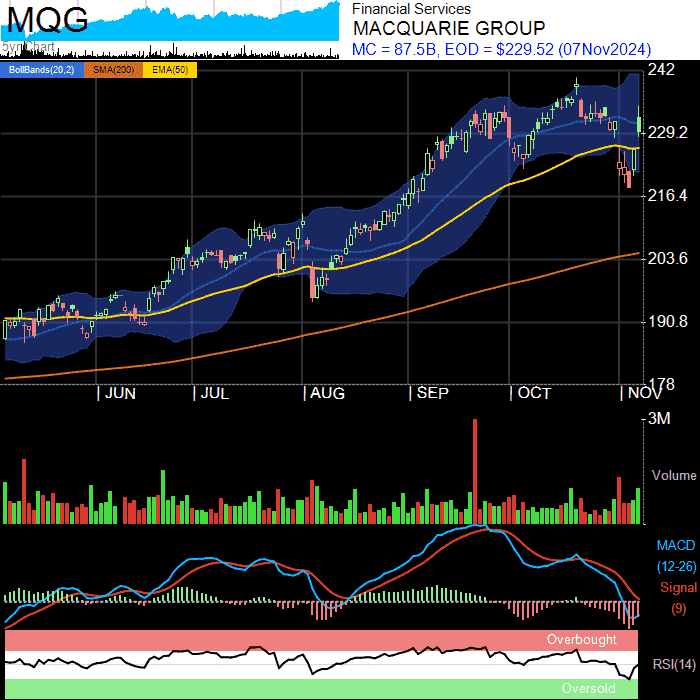 MQG
5yr Chart
Financial Services
MACQUARIE GROUP
MC = 87.5B, EOD = $229.52 (07Nov2024)
BollBands(20,2) SMA(200) EMA(50)
242
229.2
216.4
203.6
190.8
178
JUN JUL AUG SEP OCT NOV
3M
Volume
MACD
(12-26)
Signal
(9)
Overbought
RSI(14)
Oversold